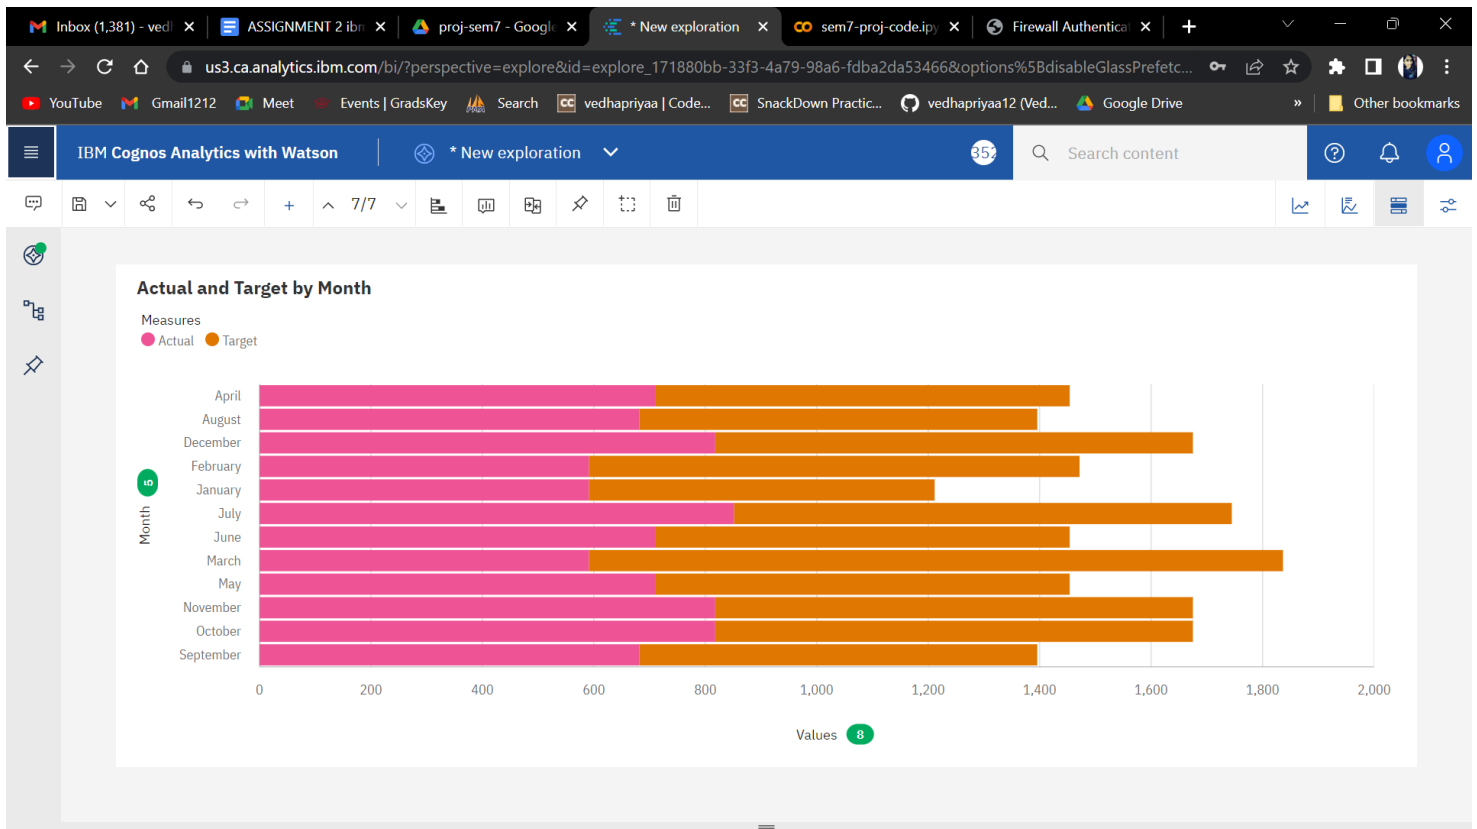 Inbox (1,381) - vedh
ASSIGNMENT 2 ibm
proj-sem7 - Google
* New exploration
sem7-proj-code.ipy
Firewall Authenticat
us3.ca.analytics.ibm.com/bi/?perspective=explore&id=explore_171880bb-33f3-4a79-98a6-fdba2da53466&options%5BdisableGlassPrefetc...
YouTube
Gmail1212
Meet
Events | GradsKey
Search
CC vedhapriyaa | Code...
CC SnackDown Practic...
vedhapriyaa12 (Ved...
Google Drive
»
Other bookmarks
IBM Cognos Analytics with Watson
* New exploration
352
Search content
7/7
Actual and Target by Month
Measures
Actual Target
April
August
December
February
January
July
June
March
May
November
October
September
Month 5
0 200 400 600 800 1,000 1,200 1,400 1,600 1,800 2,000
Values 8